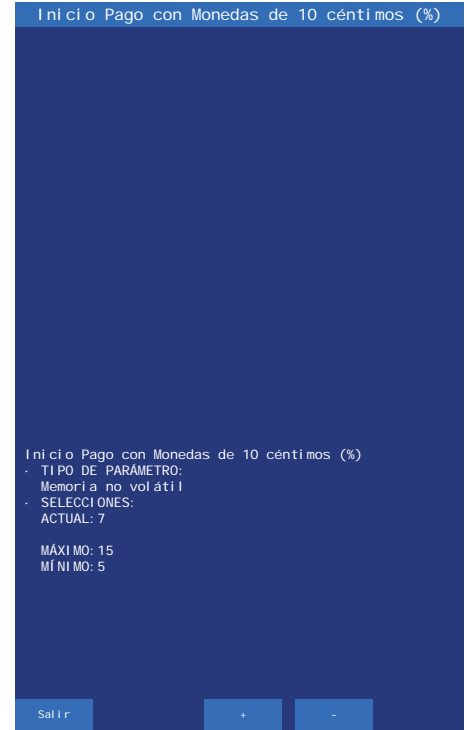 Inicio Pago con Monedas de 10 céntimos (%)
Inicio Pago con Monedas de 10 céntimos (%)
· TIPO DE PARÁMETRO:
Memoria no volátil
· SELECCIONES:
ACTUAL: 7
MÁXIMO: 15
MÍNIMO: 5
Salir + -